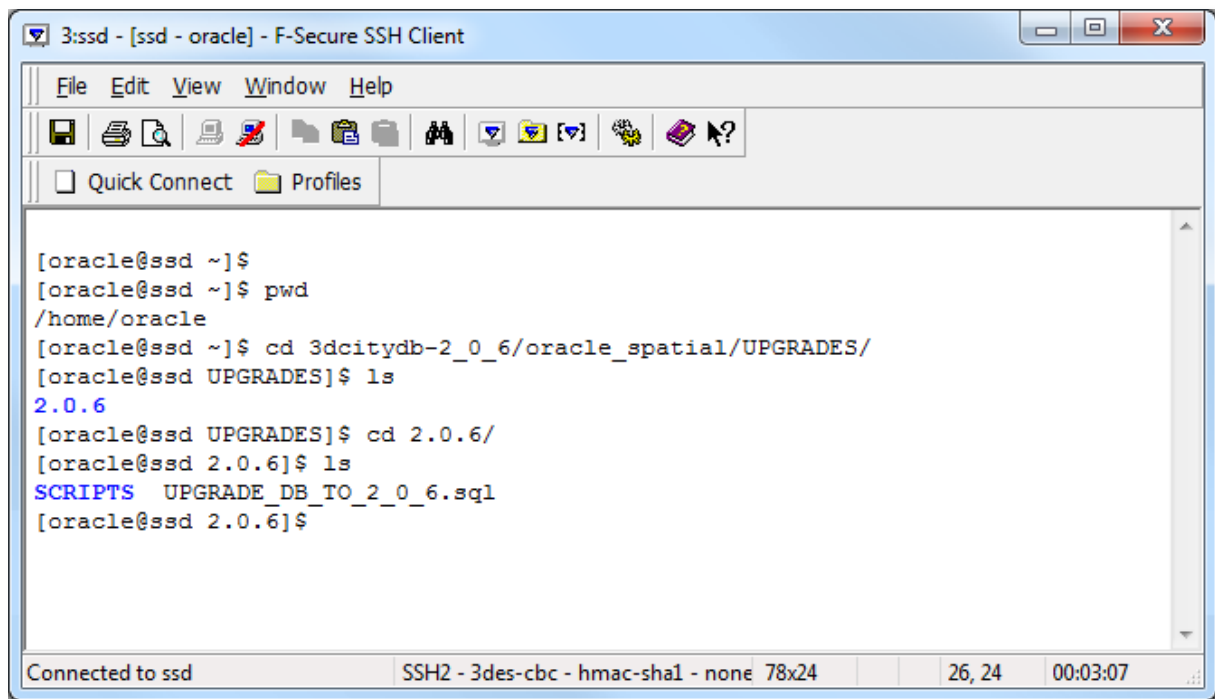 3:ssd - [ssd - oracle] - F-Secure SSH Client
File Edit View Window Help
Quick Connect Profiles
[oracle@ssd ~]$
[oracle@ssd ~]$ pwd
/home/oracle
[oracle@ssd ~]$ cd 3dcitydb-2_0_6/oracle_spatial/UPGRADES/
[oracle@ssd UPGRADES]$ ls
2.0.6
[oracle@ssd UPGRADES]$ cd 2.0.6/
[oracle@ssd 2.0.6]$ ls
SCRIPTS  UPGRADE_DB_TO_2_0_6.sql
[oracle@ssd 2.0.6]$
Connected to ssd SSH2 - 3des-cbc - hmac-sha1 - none 78x24 26, 24 00:03:07